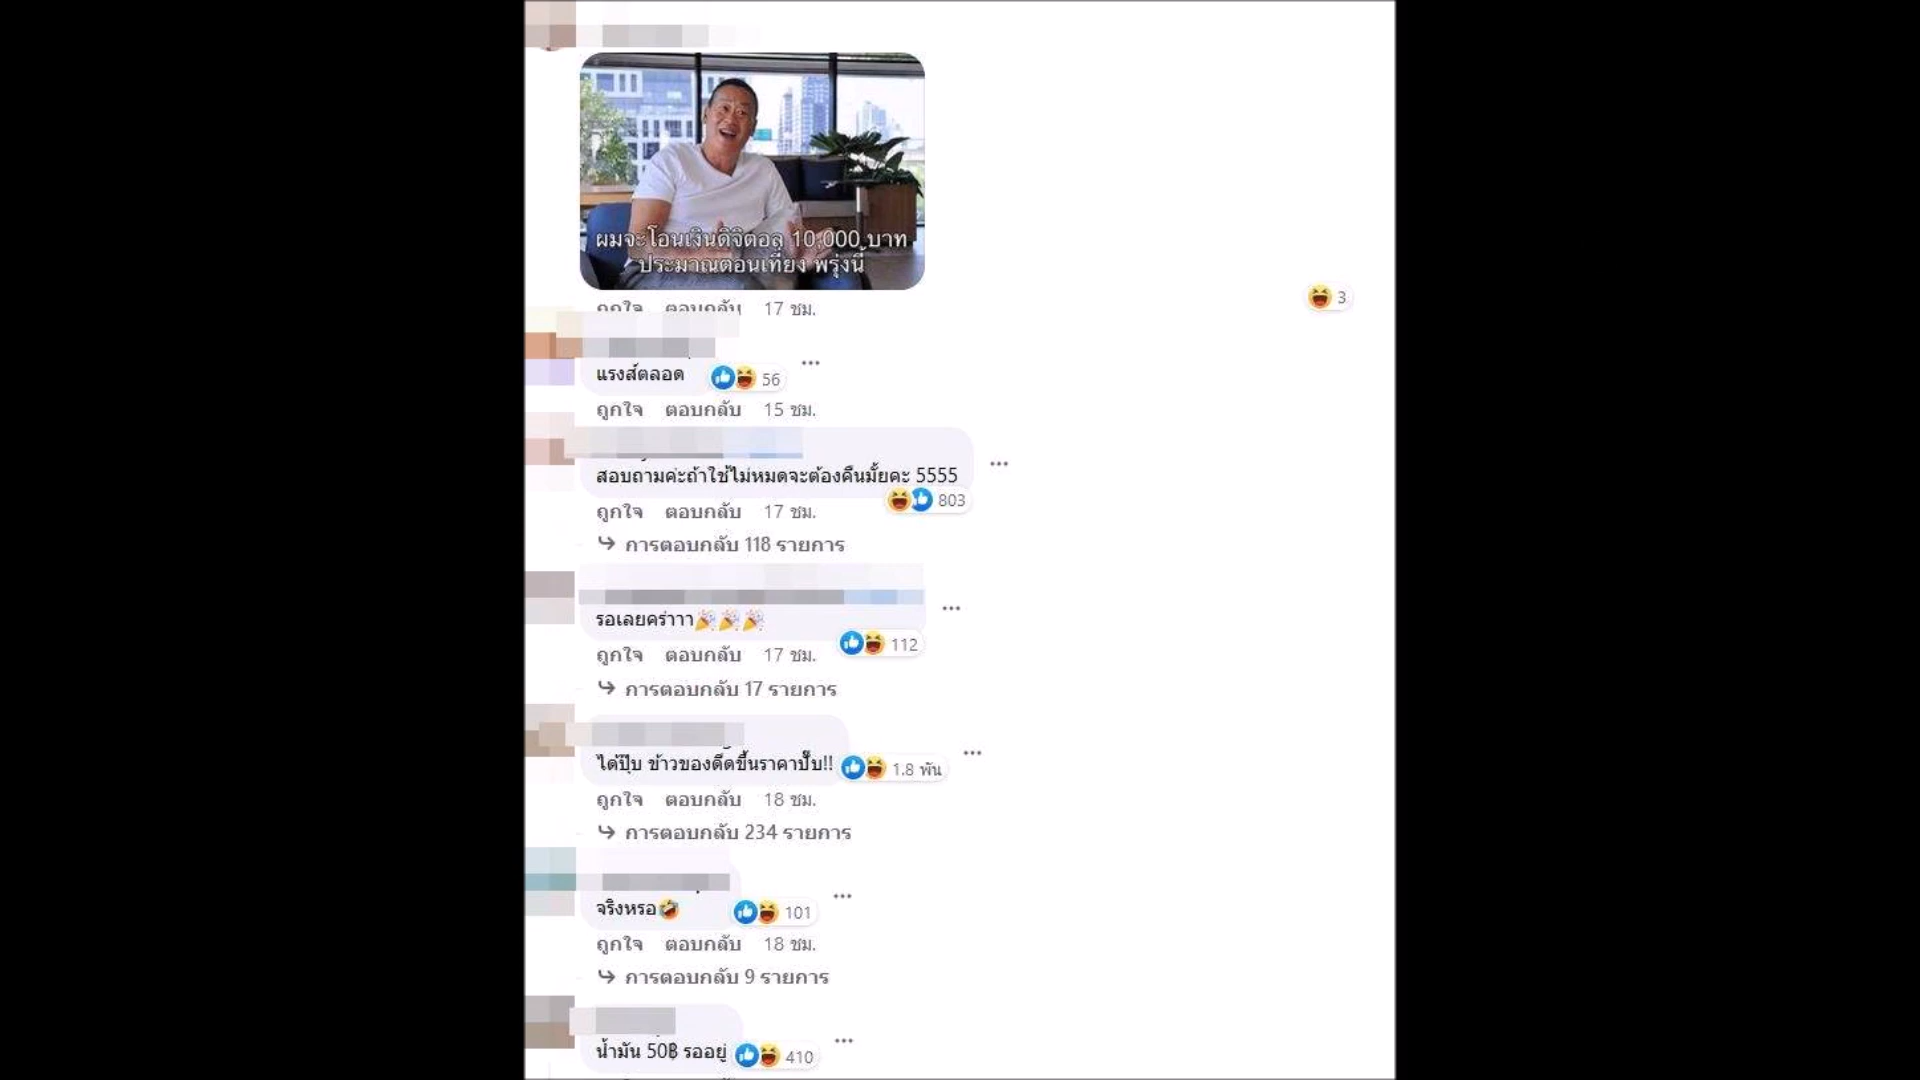 ผมจะโอนเงินดิจิตอล 10,000 บาท
ประมาณตอนเที่ยง พรุ่งนี้
3
ถูกใจ ตอบกลับ 17 ชม.
แรงส์ตลอด
56
ถูกใจ ตอบกลับ 15 ชม.
สอบถามค่ะถ้าใช้ไม่หมดจะต้องคืนมั้ยคะ 5555
803
ถูกใจ ตอบกลับ 17 ชม.
การตอบกลับ 118 รายการ
รอเลยคร่าาา🎉🎉🎉
112
ถูกใจ ตอบกลับ 17 ชม.
การตอบกลับ 17 รายการ
ได้ปุ๊บ ข้าวของดีดขึ้นราคาปั๊บ!!
1.8 พัน
ถูกใจ ตอบกลับ 18 ชม.
การตอบกลับ 234 รายการ
จริงหรอ🤣
101
ถูกใจ ตอบกลับ 18 ชม.
การตอบกลับ 9 รายการ
น้ำมัน 50฿ รออยู่
410